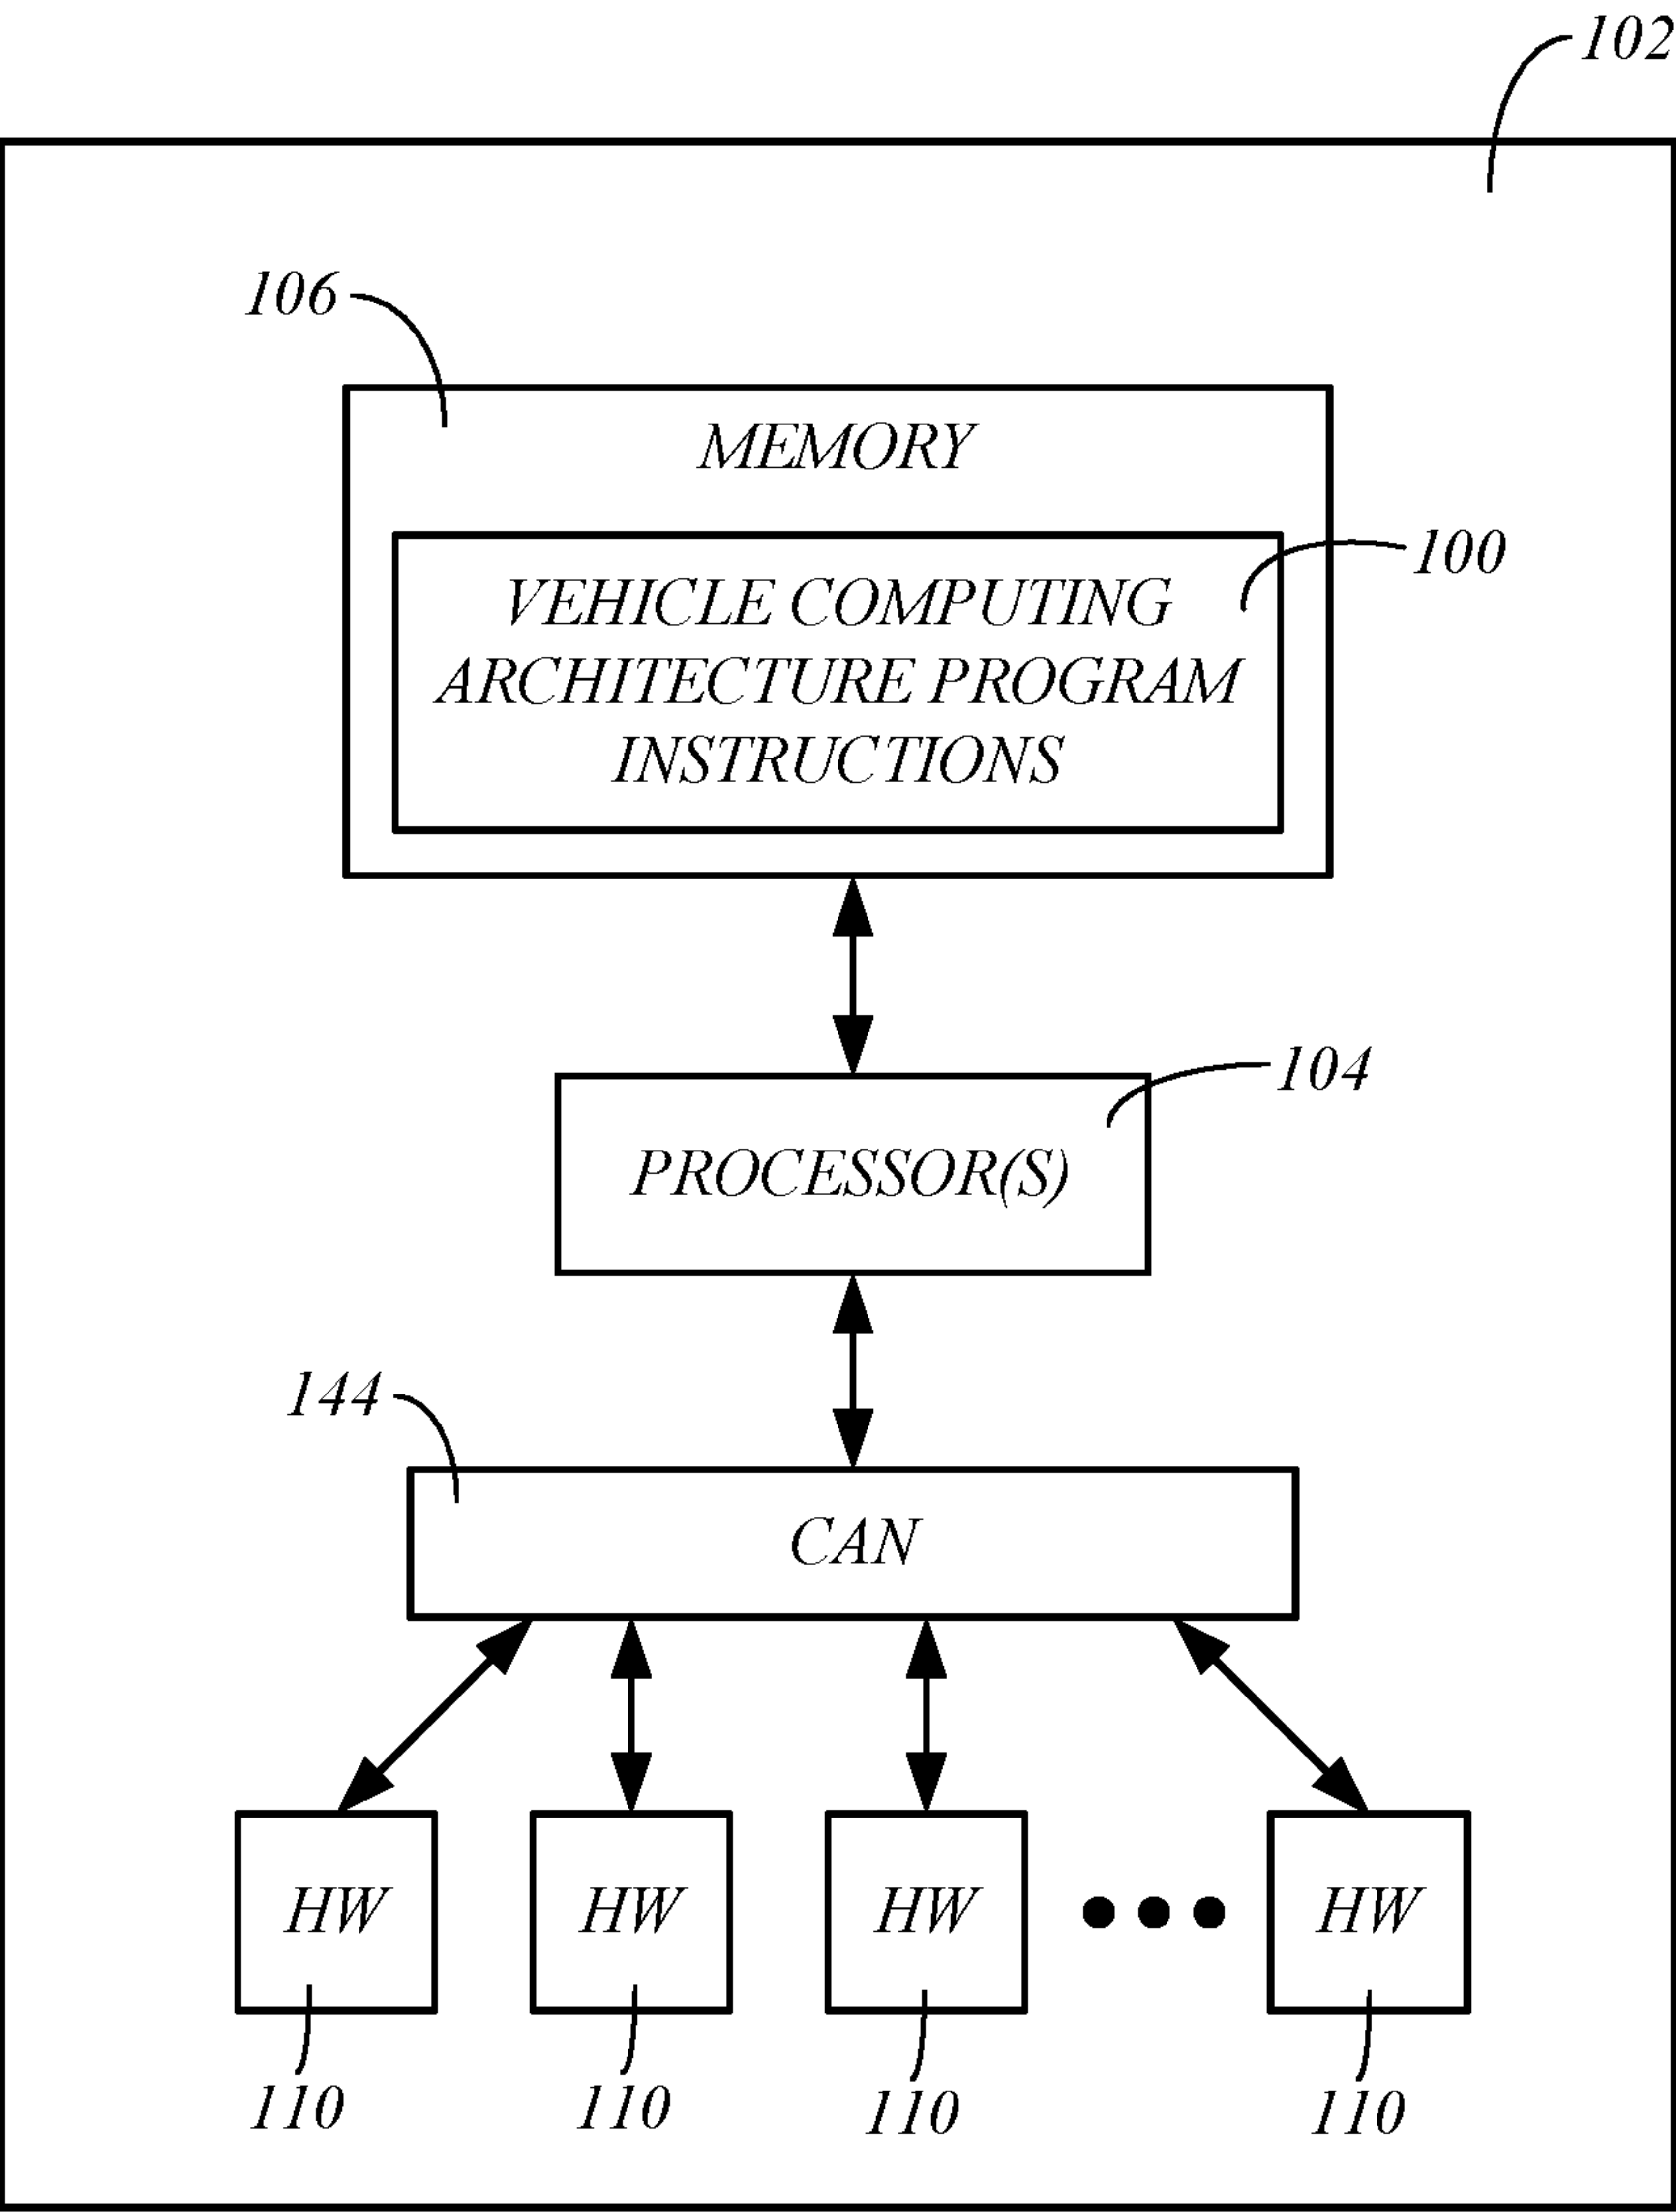 102
106
MEMORY
100
VEHICLE COMPUTING
ARCHITECTURE PROGRAM
INSTRUCTIONS
104
PROCESSOR(S)
144
CAN
HW
HW
HW
HW
110
110
110
110